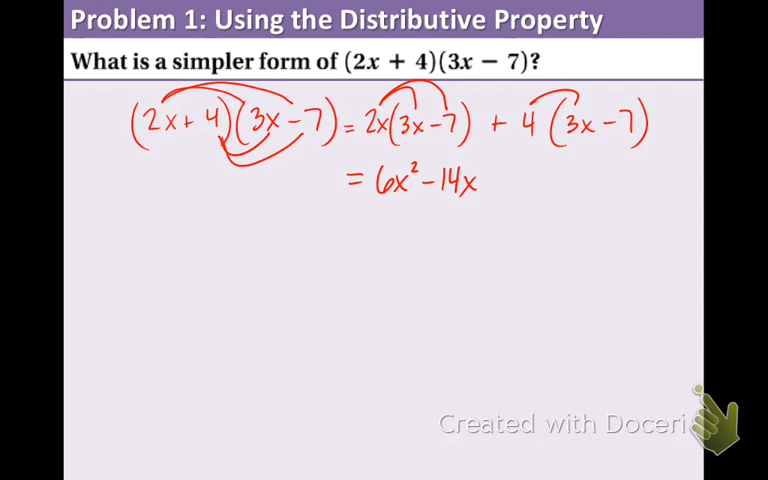 Problem 1: Using the Distributive Property
What is a simpler form of (2x + 4)(3x − 7)?
(2x + 4)(3x − 7) = 2x(3x − 7) + 4(3x − 7)
= 6x² − 14x
Created with Doceri